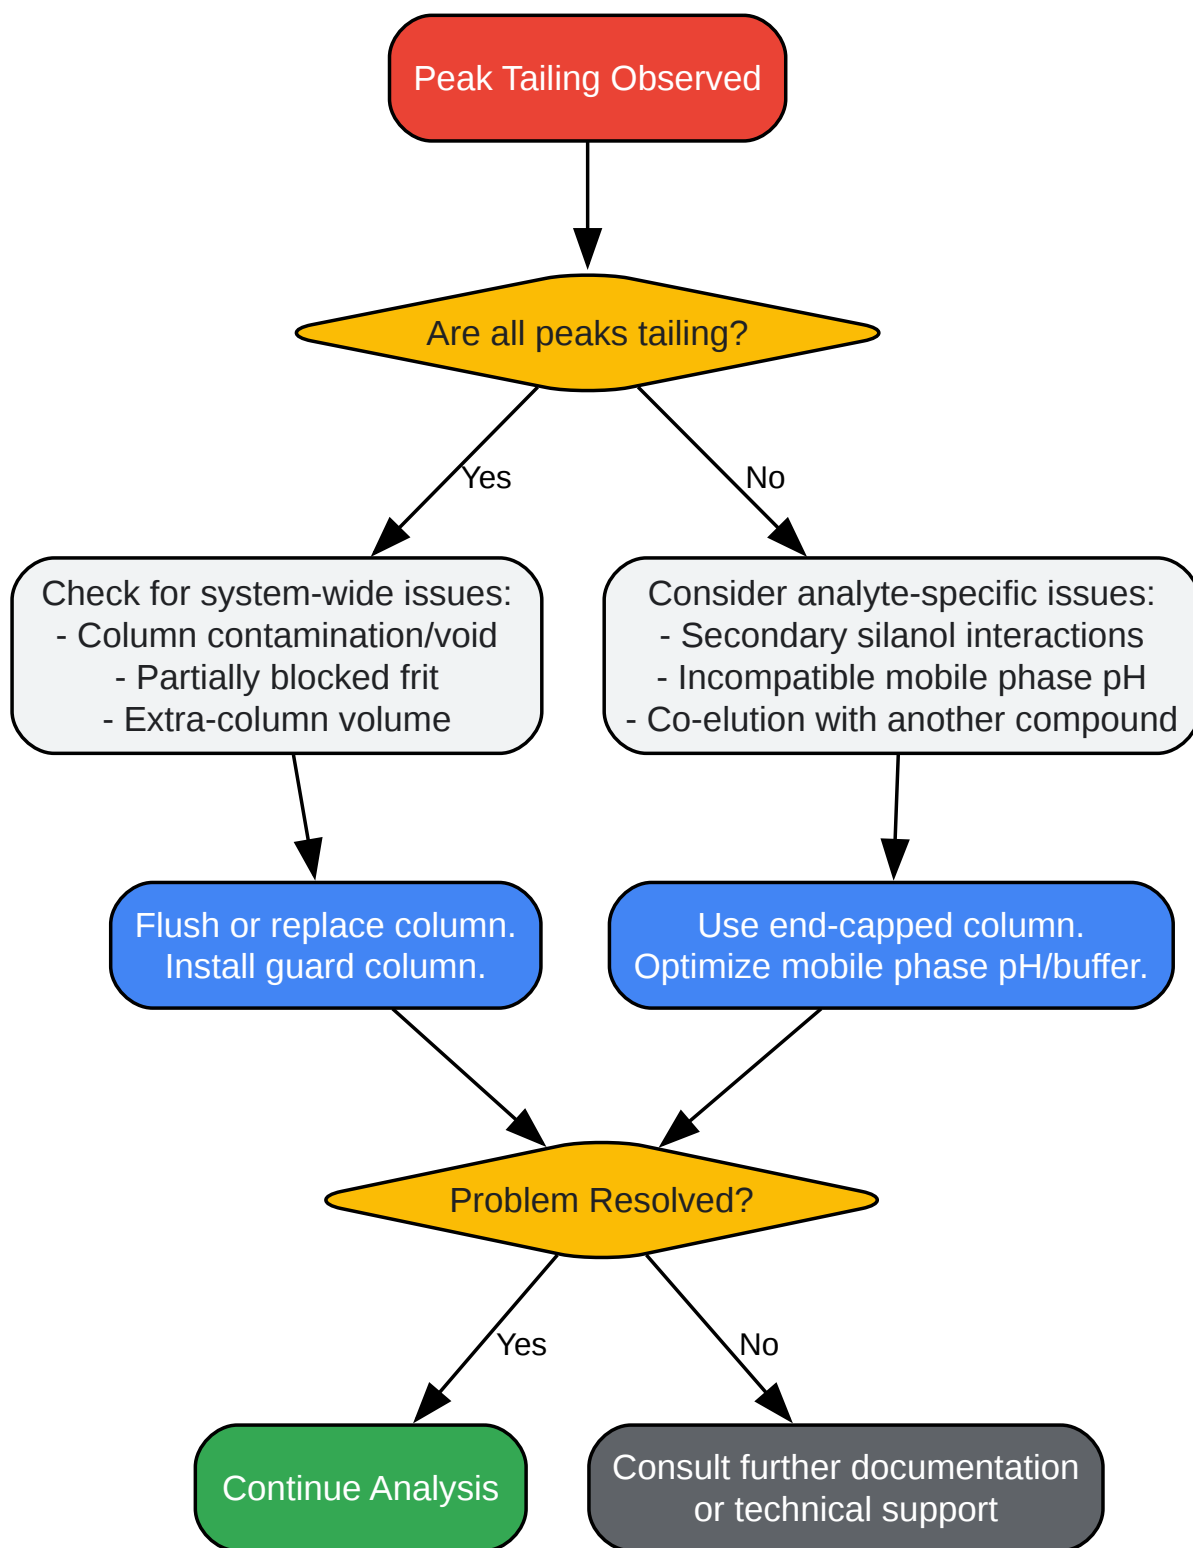 Peak Tailing Observed
Are all peaks tailing?
Yes
No
Check for system-wide issues:
- Column contamination/void
- Partially blocked frit
- Extra-column volume
Consider analyte-specific issues:
- Secondary silanol interactions
- Incompatible mobile phase pH
- Co-elution with another compound
Flush or replace column.
Install guard column.
Use end-capped column.
Optimize mobile phase pH/buffer.
Problem Resolved?
Yes
No
Continue Analysis
Consult further documentation
or technical support